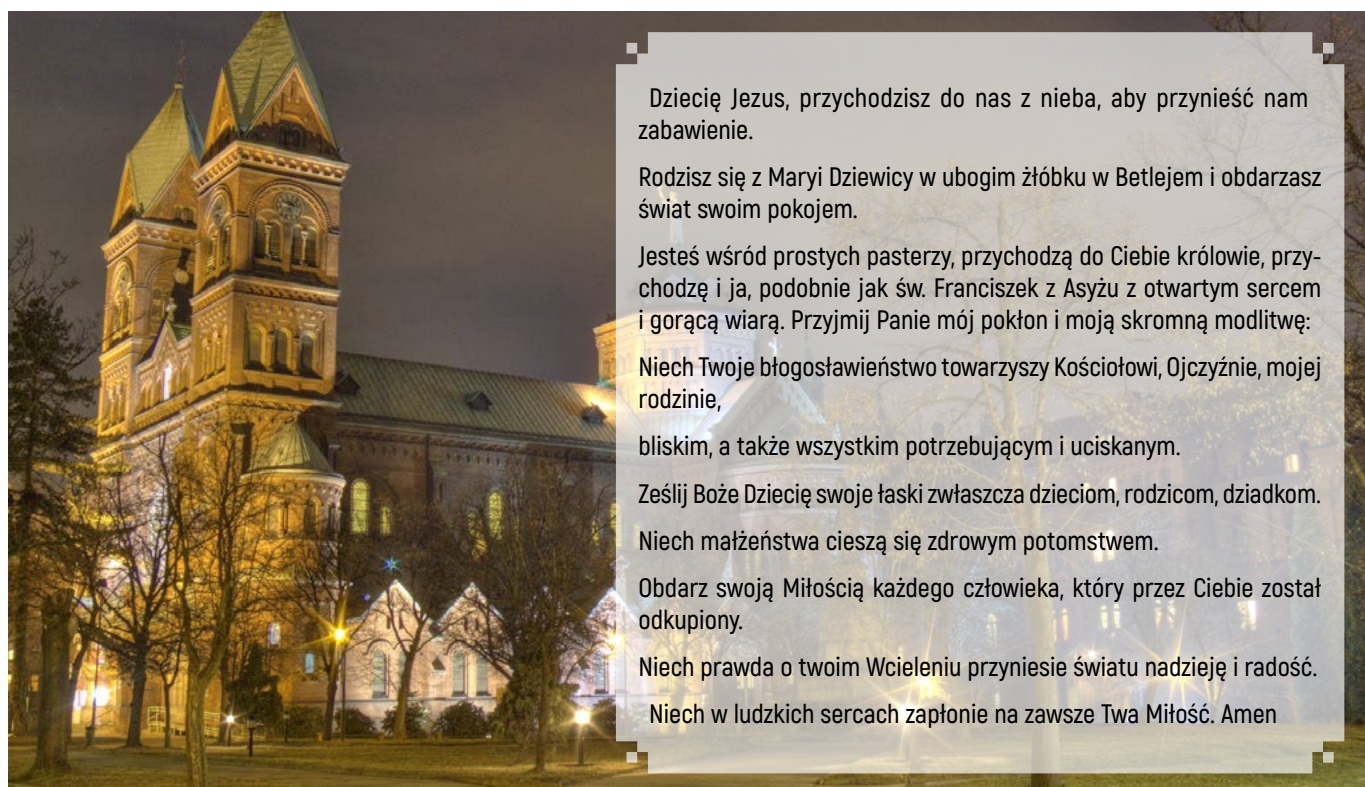 Dziecię Jezus, przychodzisz do nas z nieba, aby przynieść nam
zabawienie.
Rodzisz się z Maryi Dziewicy w ubogim żłóbku w Betlejem i obdarzasz
świat swoim pokojem.
Jesteś wśród prostych pasterzy, przychodzą do Ciebie królowie, przy-
chodzę i ja, podobnie jak św. Franciszek z Asyżu z otwartym sercem
i gorącą wiarą. Przyjmij Panie mój pokłon i moją skromną modlitwę:
Niech Twoje błogosławieństwo towarzyszy Kościołowi, Ojczyźnie, mojej
rodzinie,
bliskim, a także wszystkim potrzebującym i uciskanym.
Ześlij Boże Dziecię swoje łaski zwłaszcza dzieciom, rodzicom, dziadkom.
Niech małżeństwa cieszą się zdrowym potomstwem.
Obdarz swoją Miłością każdego człowieka, który przez Ciebie został
odkupiony.
Niech prawda o twoim Wcieleniu przyniesie światu nadzieję i radość.
Niech w ludzkich sercach zapłonie na zawsze Twa Miłość. Amen